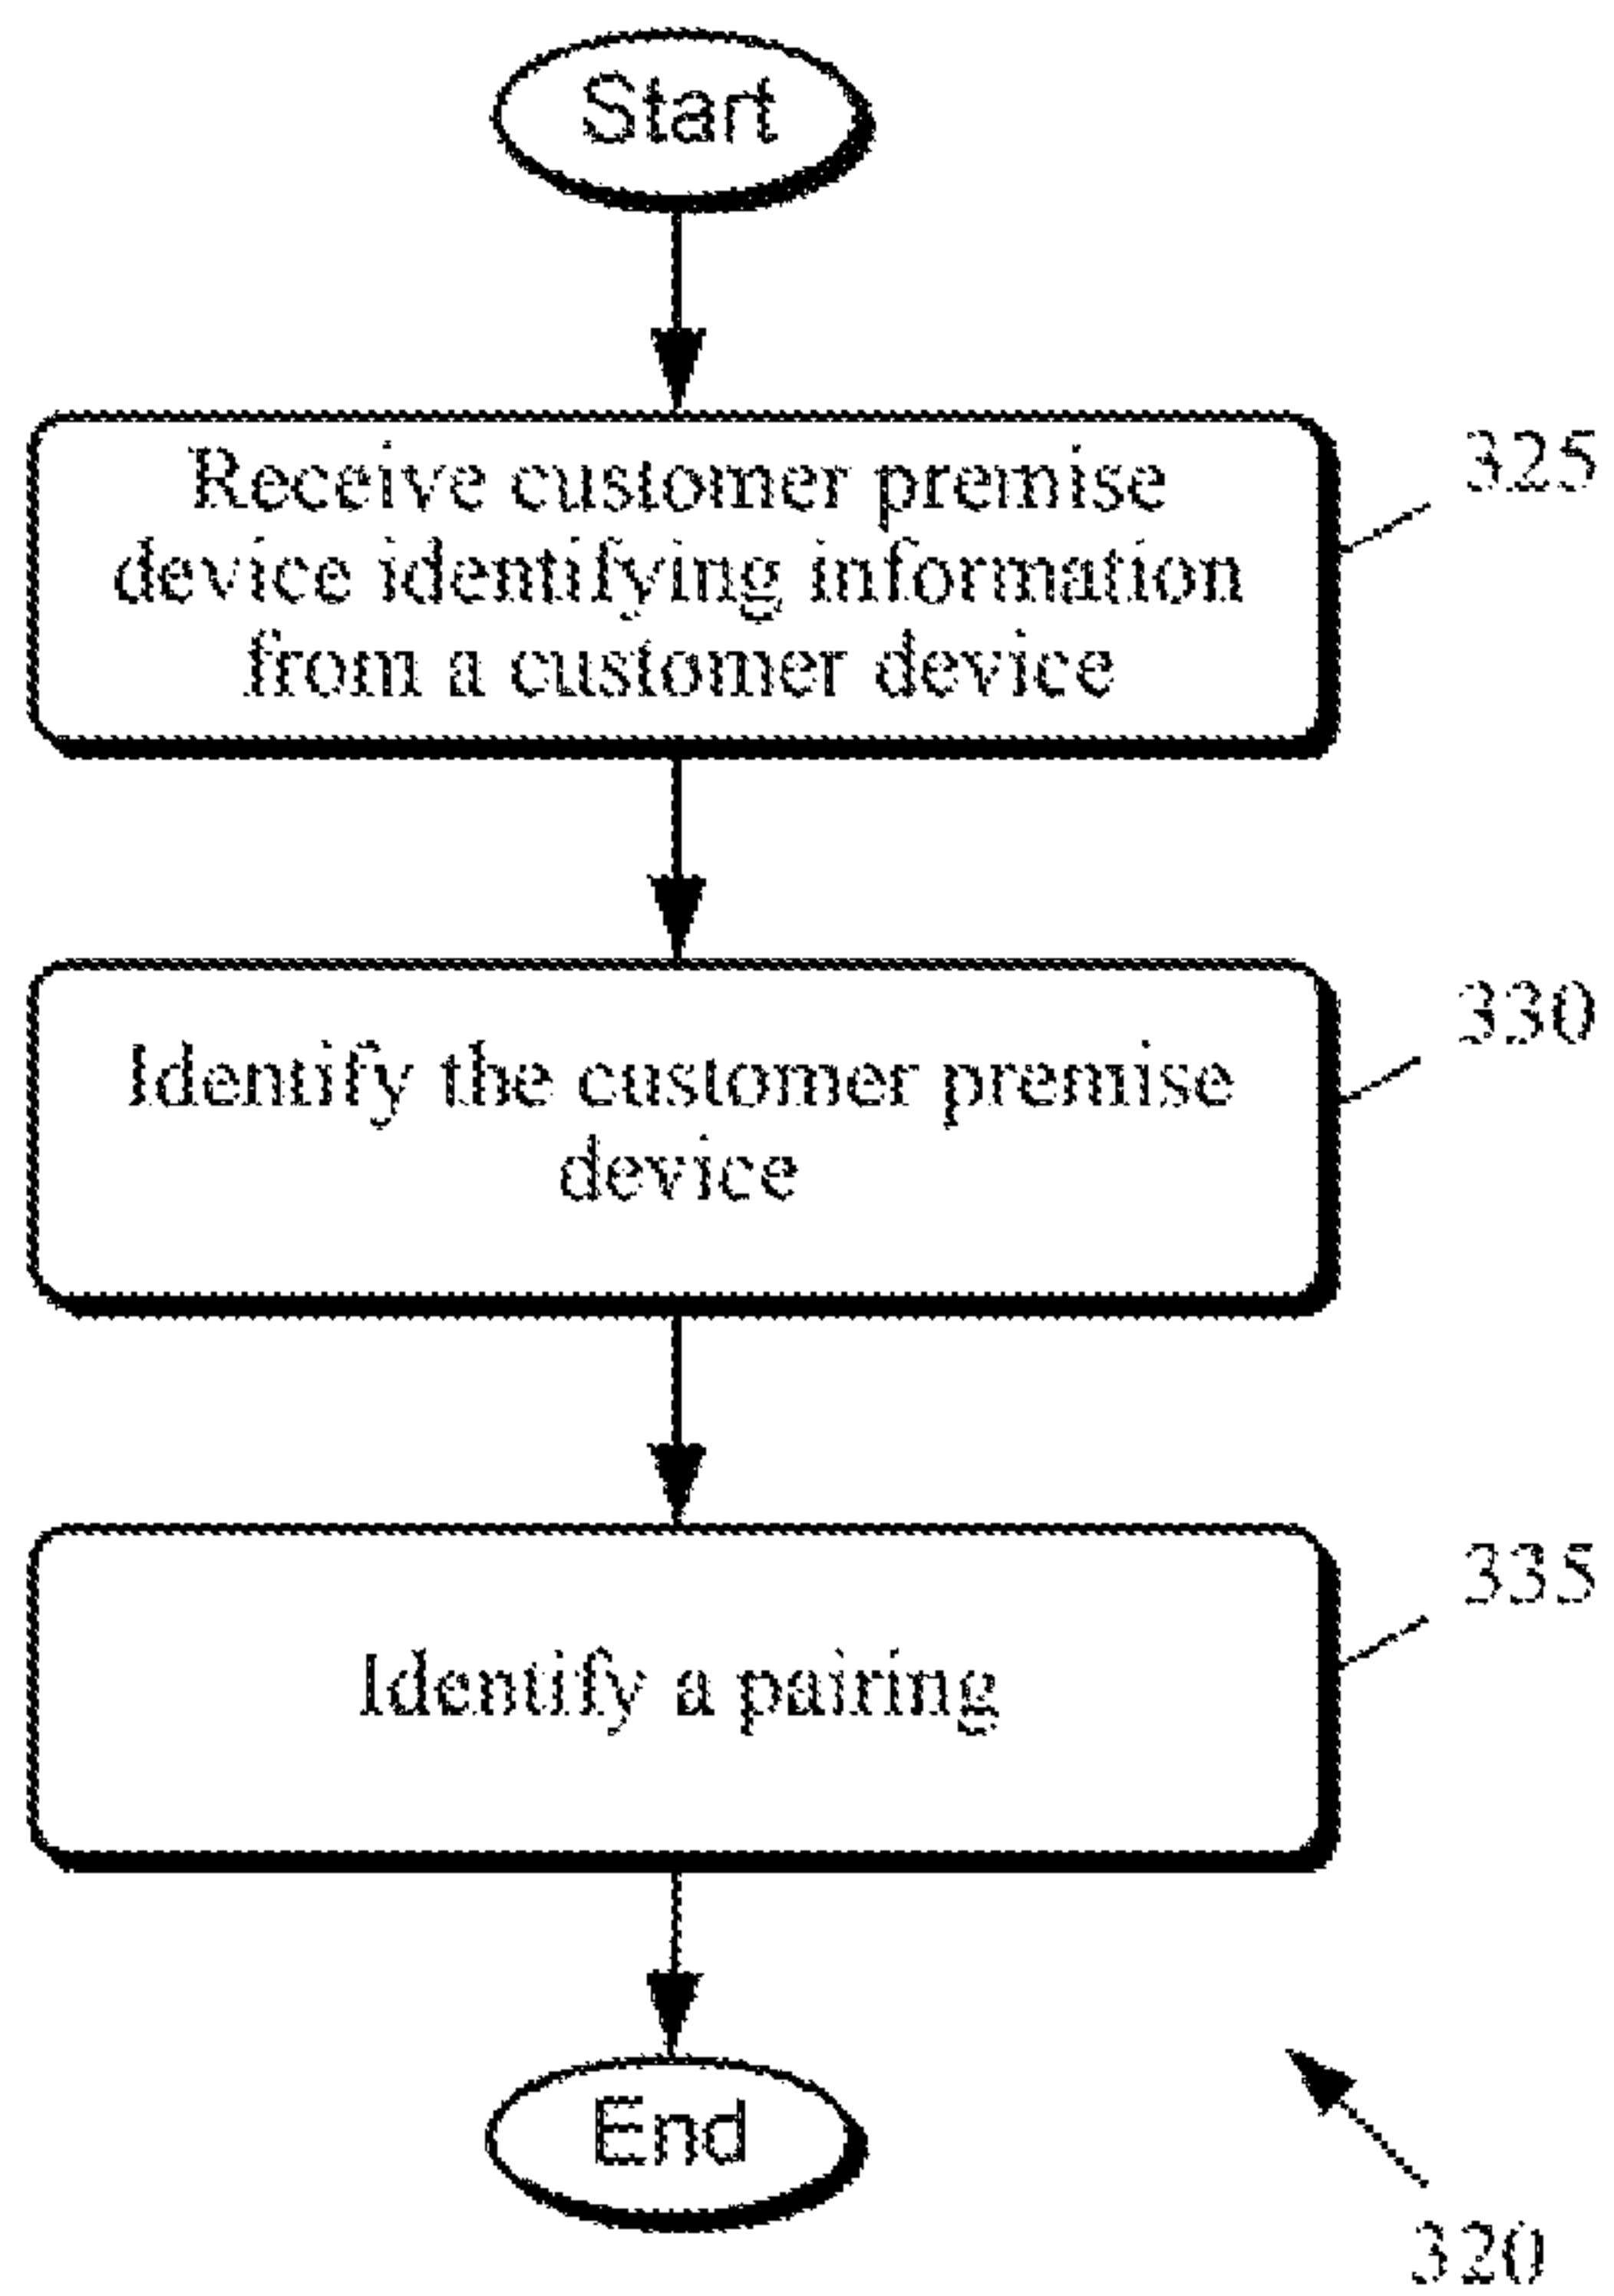 Start
Receive customer premise
device identifying information
from a customer device
325
Identify the customer premise
device
330
Identify a pairing
335
End
320